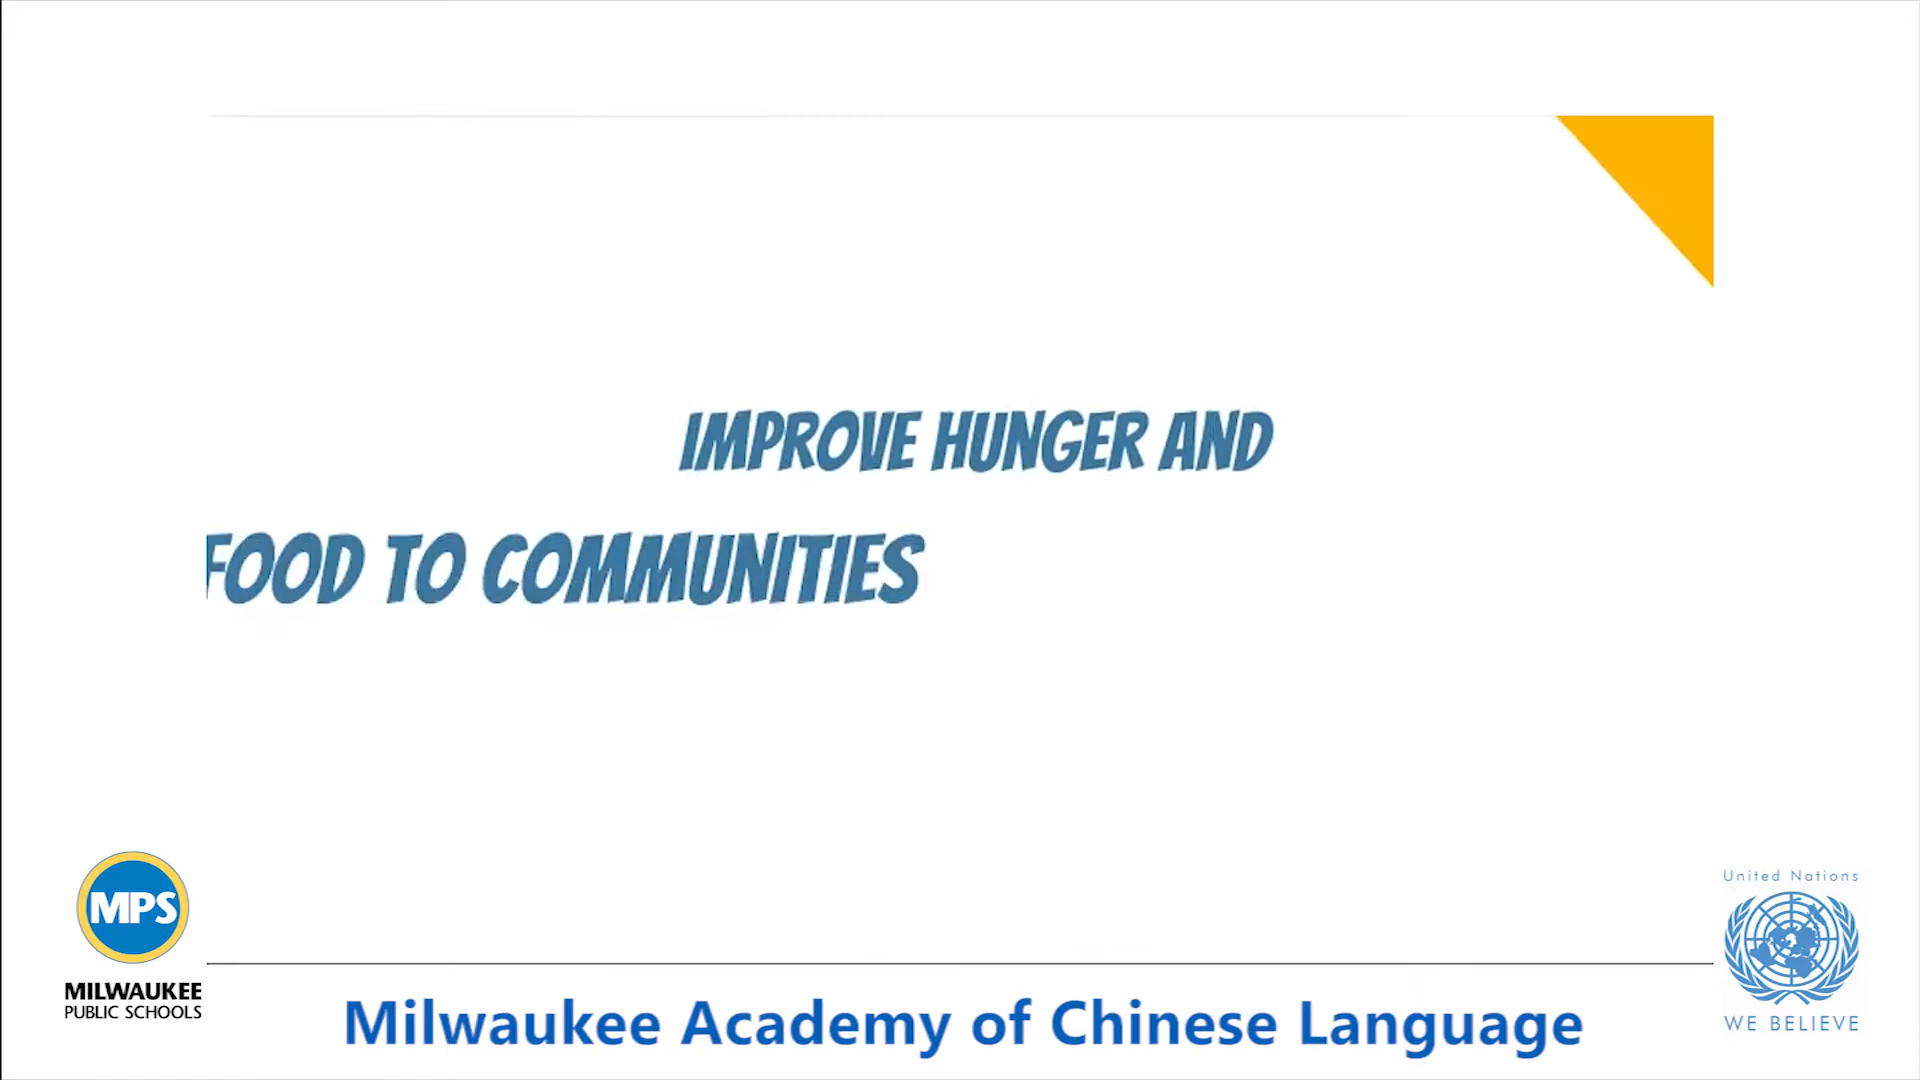 IMPROVE HUNGER AND
FOOD TO COMMUNITIES
MPS
MILWAUKEE
PUBLIC SCHOOLS
Milwaukee Academy of Chinese Language
United Nations
WE BELIEVE